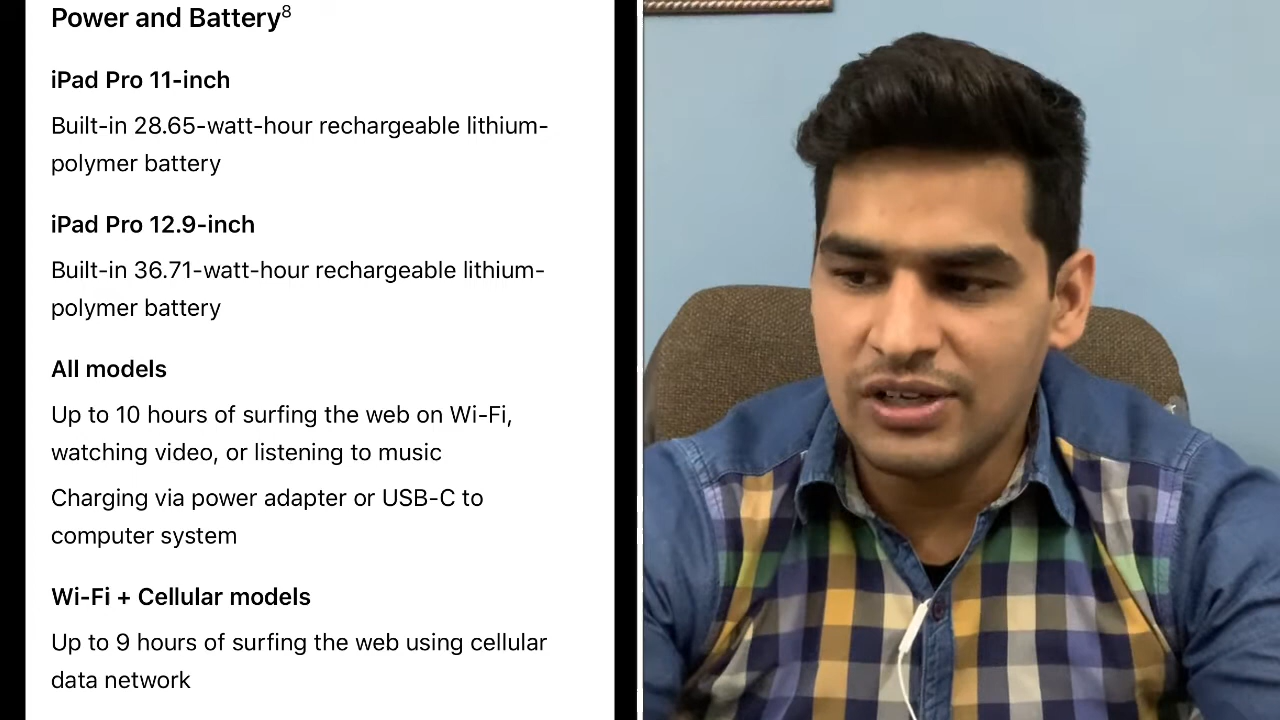 Power and Battery⁸
iPad Pro 11-inch
Built-in 28.65-watt-hour rechargeable lithium-
polymer battery
iPad Pro 12.9-inch
Built-in 36.71-watt-hour rechargeable lithium-
polymer battery
All models
Up to 10 hours of surfing the web on Wi-Fi,
watching video, or listening to music
Charging via power adapter or USB-C to
computer system
Wi-Fi + Cellular models
Up to 9 hours of surfing the web using cellular
data network